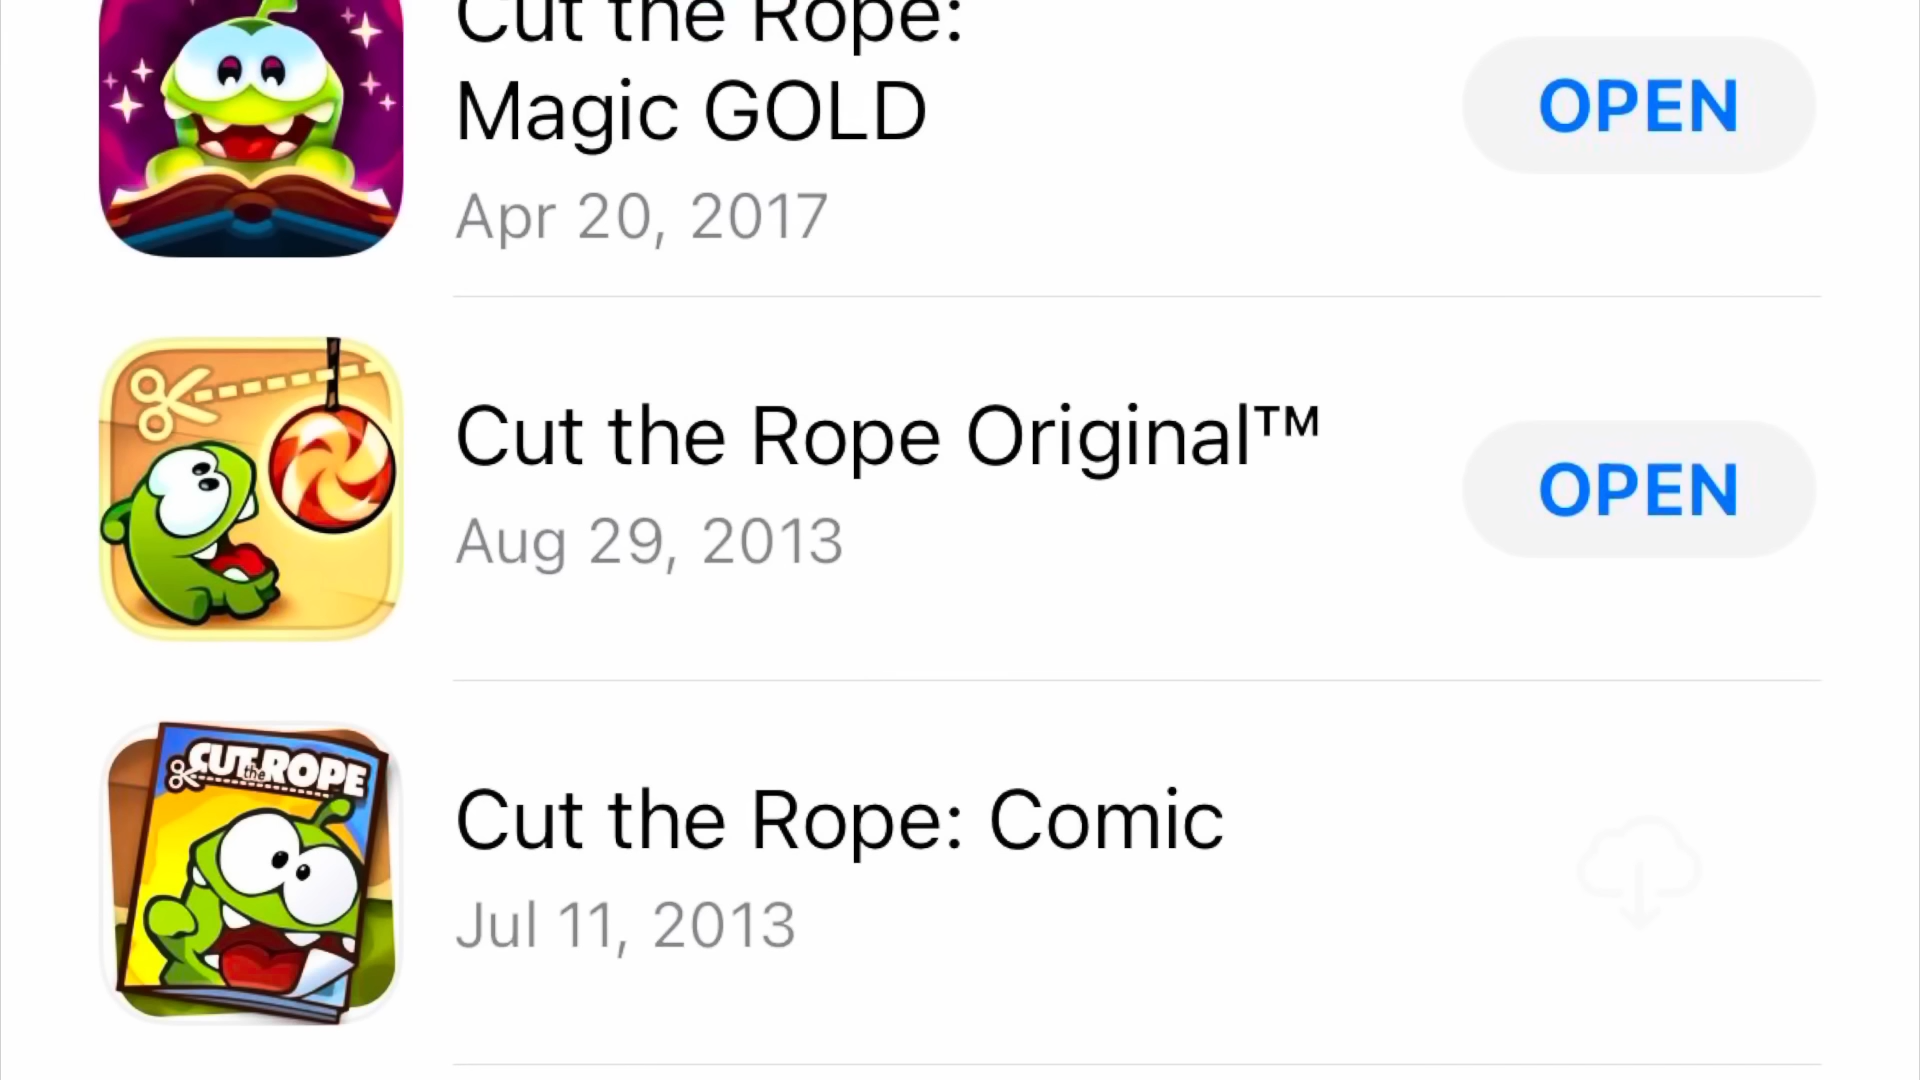 Cut the Rope:
Magic GOLD
OPEN
Apr 20, 2017
Cut the Rope Original™
OPEN
Aug 29, 2013
CUT the ROPE
Cut the Rope: Comic
Jul 11, 2013